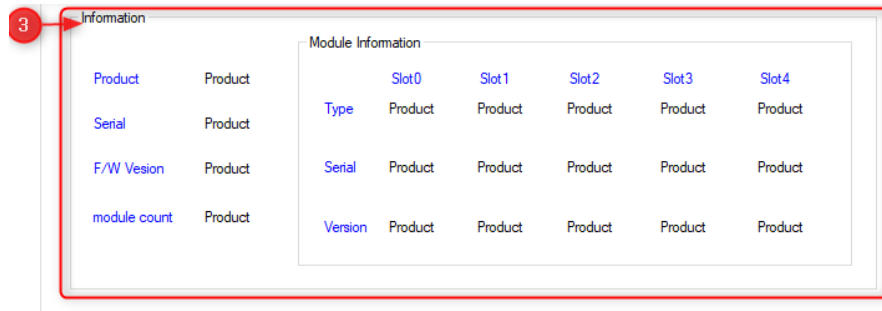 3
Information
Module Information
Slot0 Slot1 Slot2 Slot3 Slot4
Product Product
Type Product Product Product Product Product
Serial Product
F/W Vesion Product
Serial Product Product Product Product Product
module count Product
Version Product Product Product Product Product